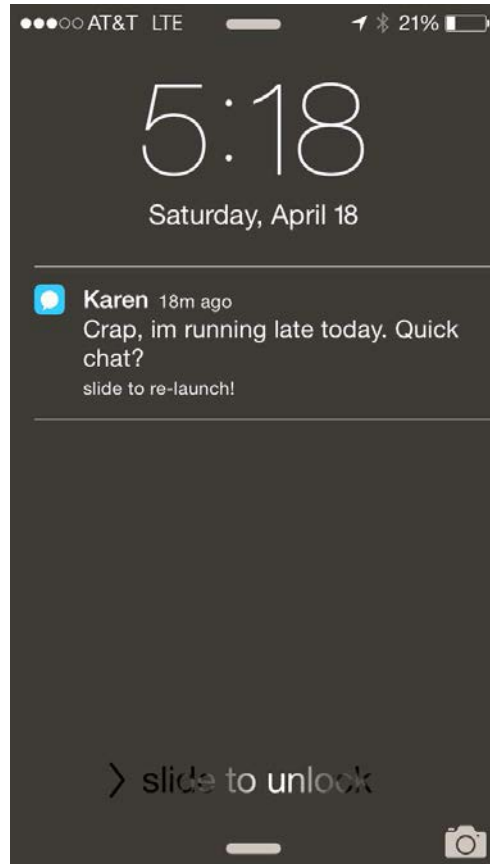 AT&T LTE 21%
5:18
Saturday, April 18
Karen 18m ago
Crap, im running late today. Quick
chat?
slide to re-launch!
slide to unlock